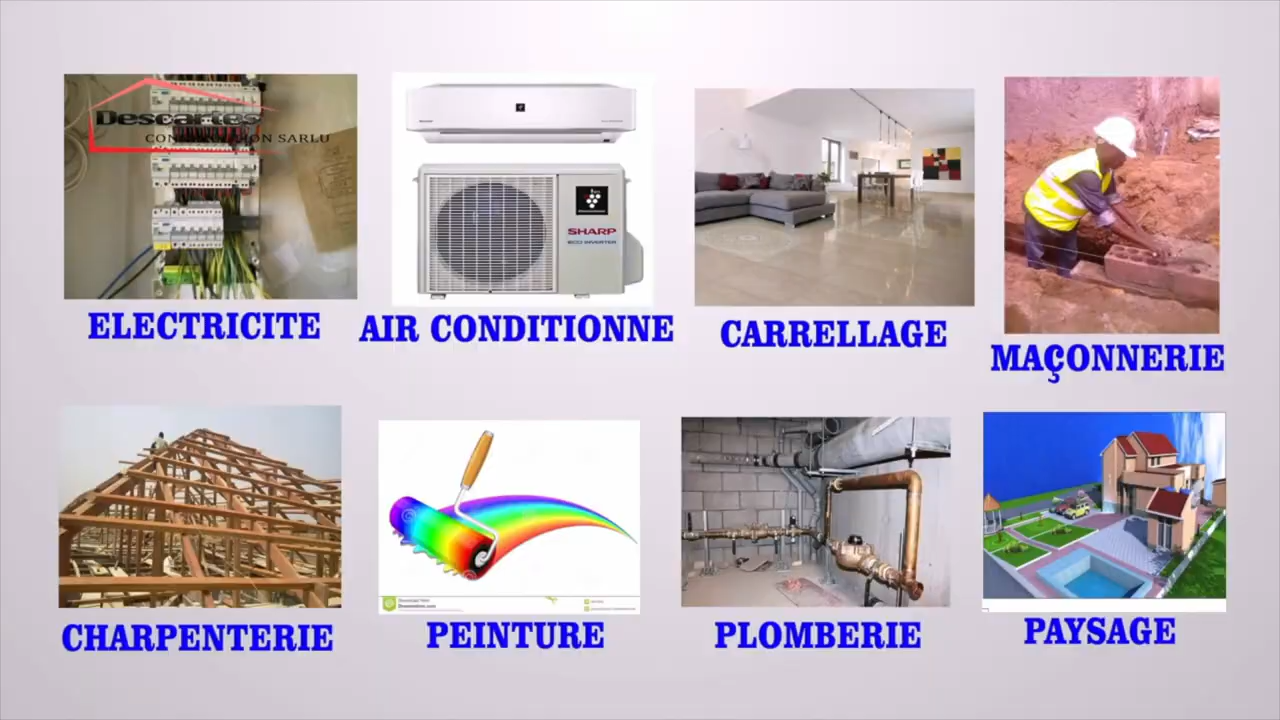 Descartes
CONSTRUCTION SARLU
SHARP
ECO INVERTER
ELECTRICITE
AIR CONDITIONNE
CARRELLAGE
MAÇONNERIE
CHARPENTERIE
PEINTURE
PLOMBERIE
PAYSAGE